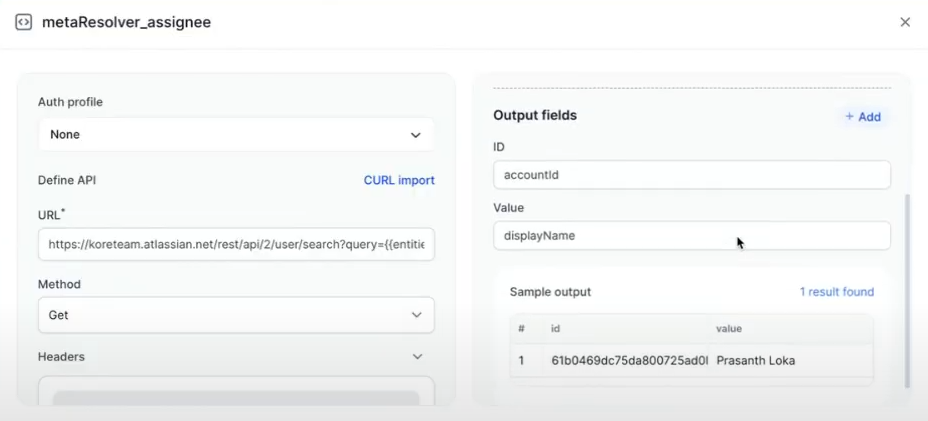 metaResolver_assignee
Auth profile
None
Define API
CURL import
URL*
https://koreteam.atlassian.net/rest/api/2/user/search?query={{entitie
Method
Get
Headers
Output fields
+ Add
ID
accountId
Value
displayName
Sample output
1 result found
# id value
1 61b0469dc75da800725ad0 Prasanth Loka